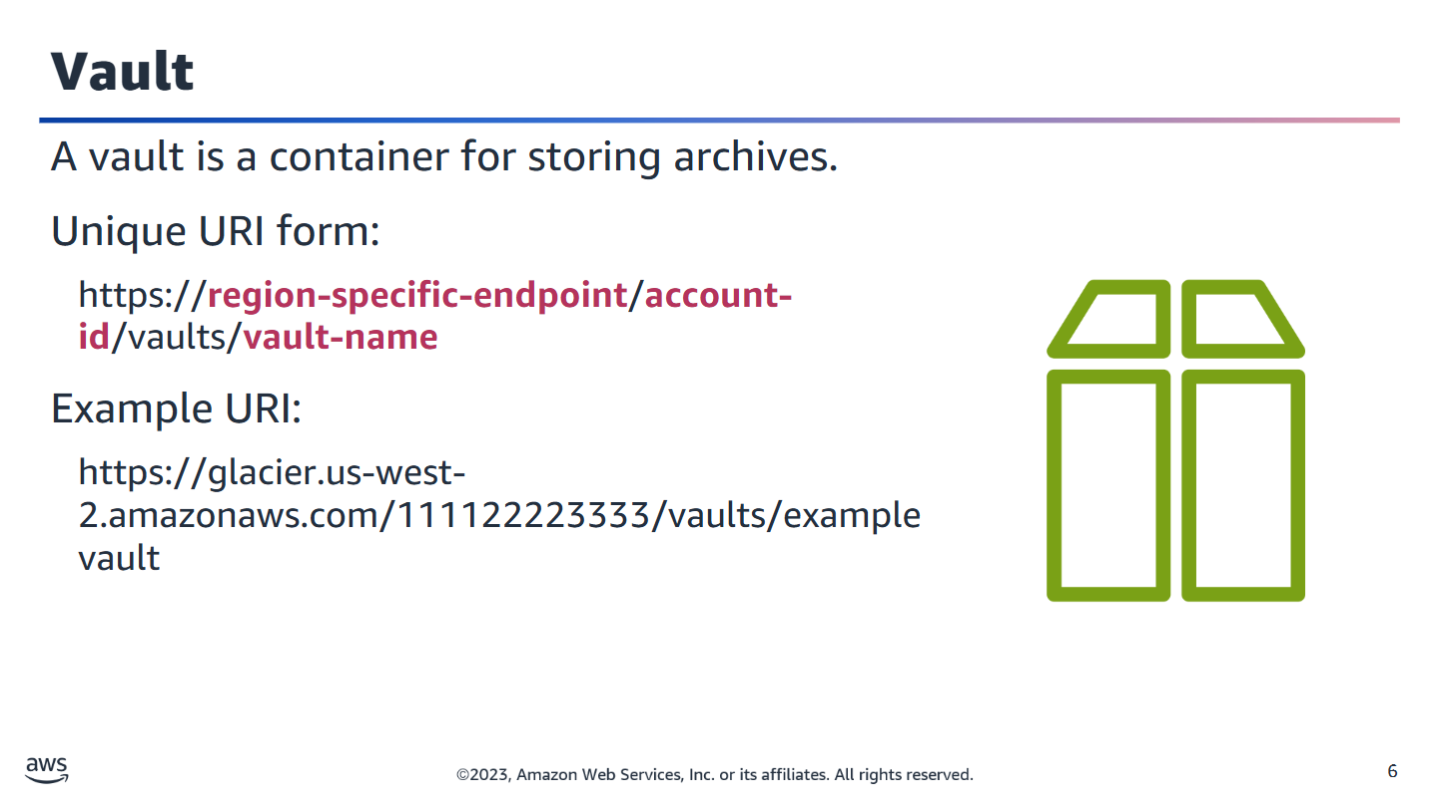 Vault
A vault is a container for storing archives.
Unique URI form:
https://region-specific-endpoint/account-
id/vaults/vault-name
Example URI:
https://glacier.us-west-
2.amazonaws.com/111122223333/vaults/example
vault
aws
©2023, Amazon Web Services, Inc. or its affiliates. All rights reserved.
6